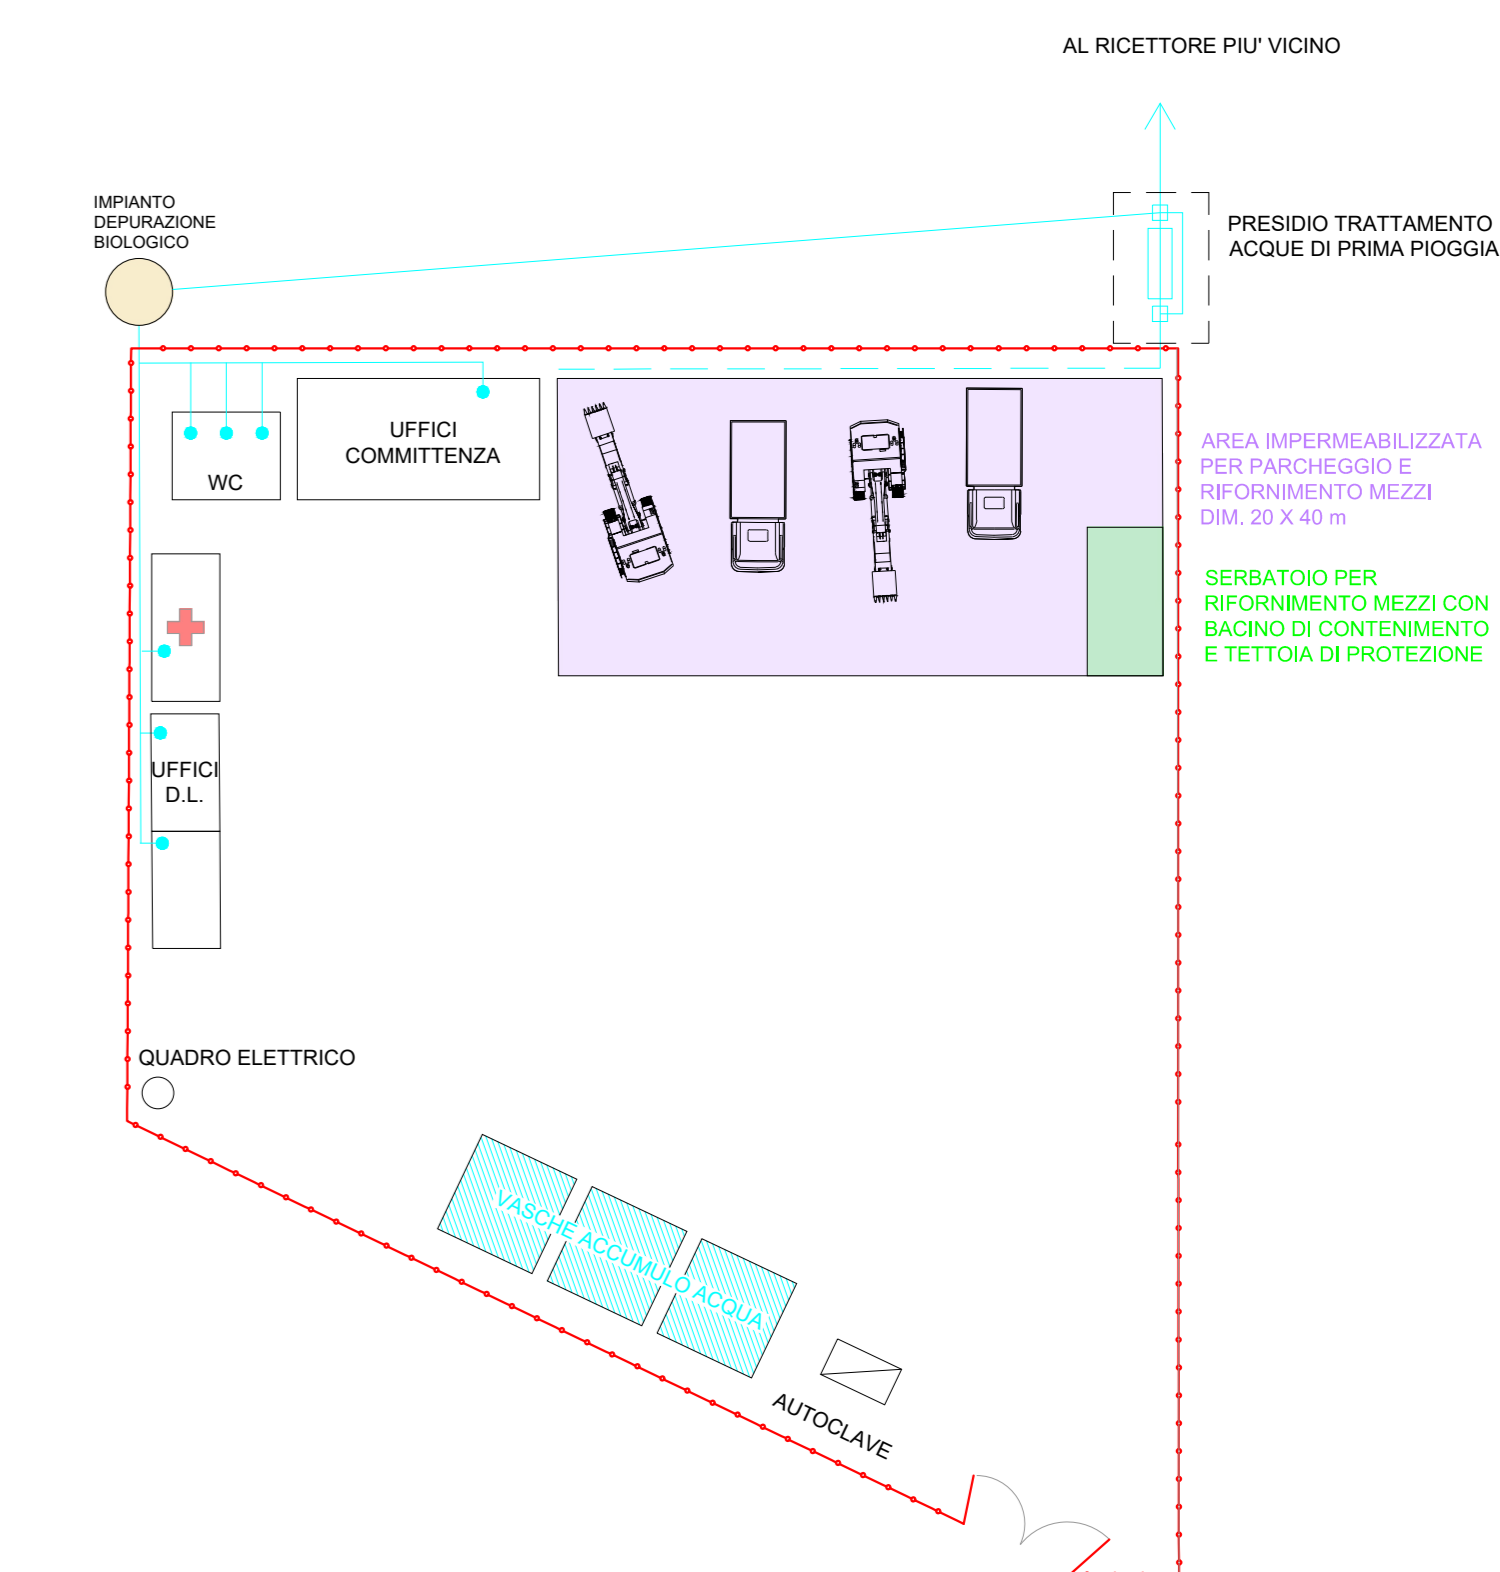 AL RICETTORE PIU' VICINO
IMPIANTO
DEPURAZIONE
BIOLOGICO
PRESIDIO TRATTAMENTO
ACQUE DI PRIMA PIOGGIA
UFFICI
COMMITTENZA
WC
AREA IMPERMEABILIZZATA
PER PARCHEGGIO E
RIFORNIMENTO MEZZI
DIM. 20 X 40 m
SERBATOIO PER
RIFORNIMENTO MEZZI CON
BACINO DI CONTENIMENTO
E TETTOIA DI PROTEZIONE
UFFICI
D.L.
QUADRO ELETTRICO
VASCHE ACCUMULO ACQUA
AUTOCLAVE